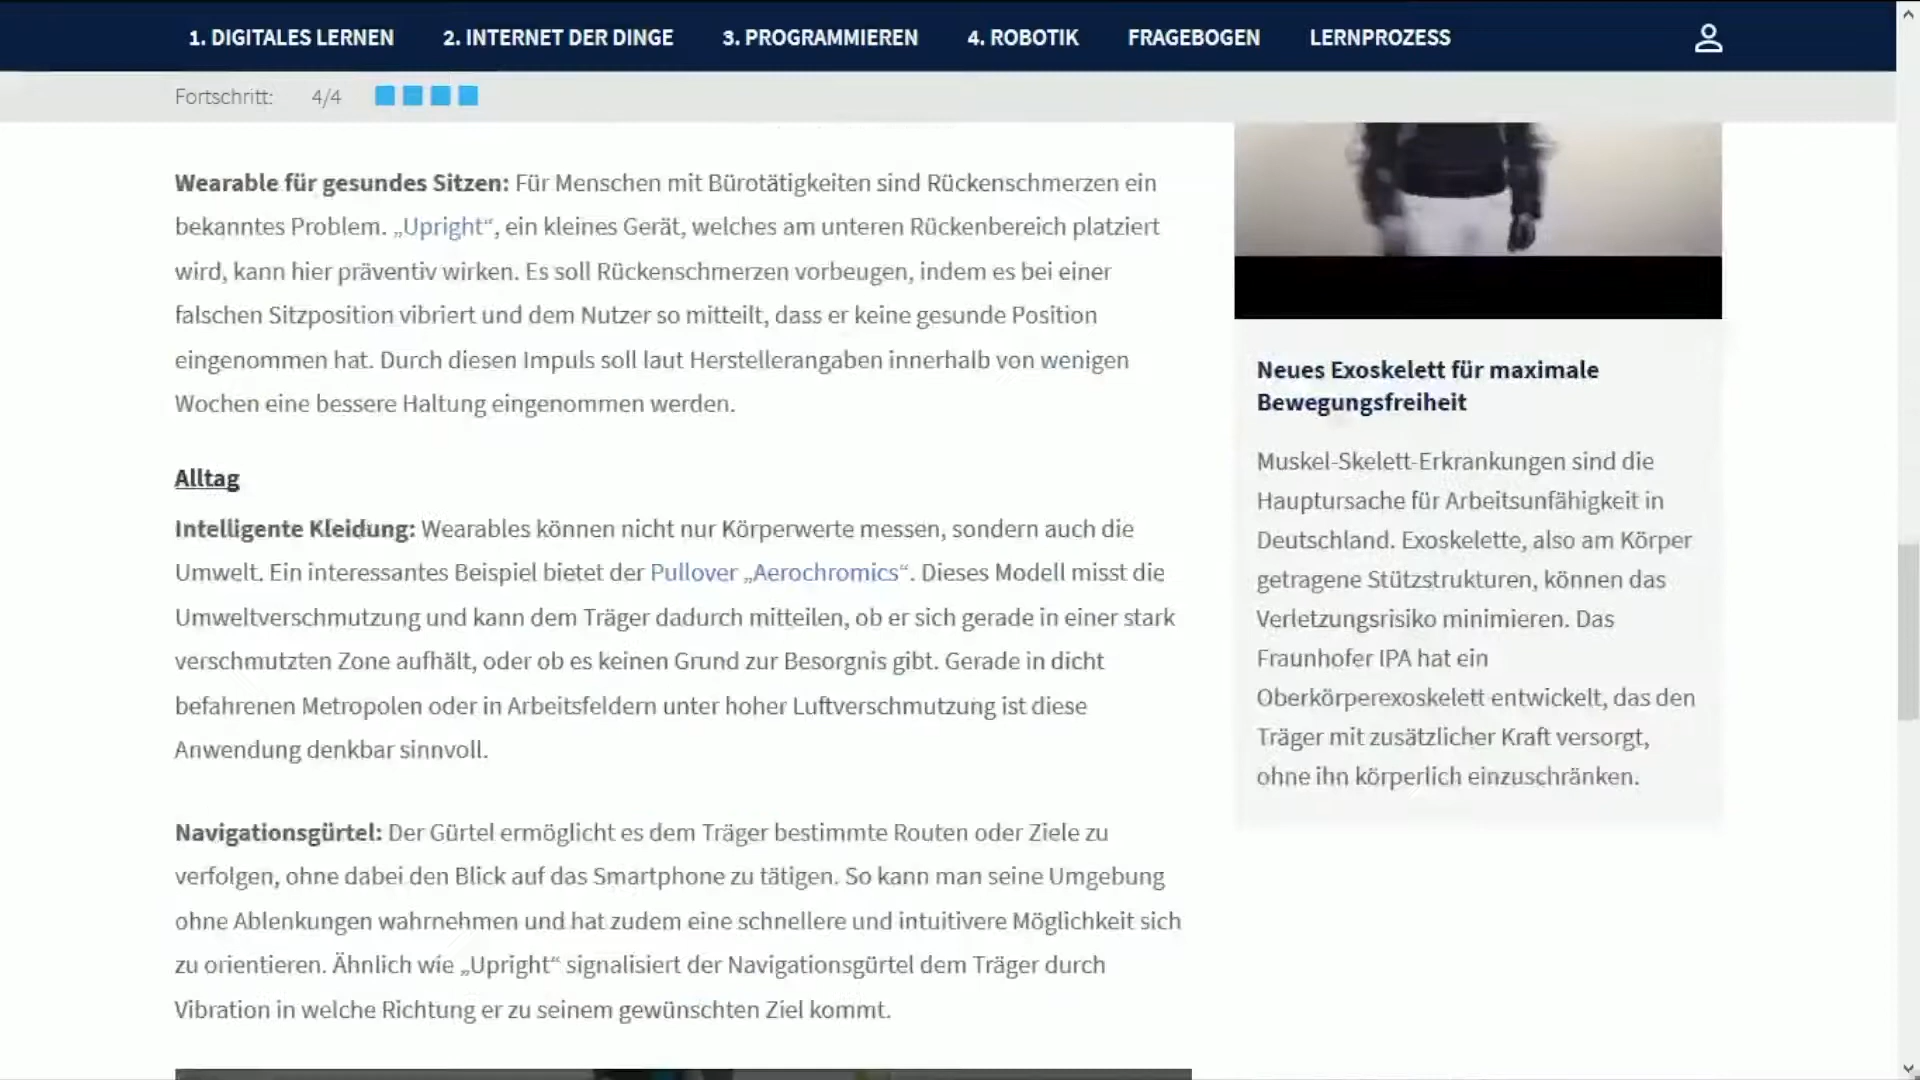 1. DIGITALES LERNEN 2. INTERNET DER DINGE 3. PROGRAMMIEREN 4. ROBOTIK FRAGEBOGEN LERNPROZESS
Fortschritt: 4/4
Wearable für gesundes Sitzen: Für Menschen mit Bürotätigkeiten sind Rückenschmerzen ein
bekanntes Problem. „Upright“, ein kleines Gerät, welches am unteren Rückenbereich platziert
wird, kann hier präventiv wirken. Es soll Rückenschmerzen vorbeugen, indem es bei einer
falschen Sitzposition vibriert und dem Nutzer so mitteilt, dass er keine gesunde Position
eingenommen hat. Durch diesen Impuls soll laut Herstellerangaben innerhalb von wenigen
Wochen eine bessere Haltung eingenommen werden.
Alltag
Intelligente Kleidung: Wearables können nicht nur Körperwerte messen, sondern auch die
Umwelt. Ein interessantes Beispiel bietet der Pullover „Aerochromics“. Dieses Modell misst die
Umweltverschmutzung und kann dem Träger dadurch mitteilen, ob er sich gerade in einer stark
verschmutzten Zone aufhält, oder ob es keinen Grund zur Besorgnis gibt. Gerade in dicht
befahrenen Metropolen oder in Arbeitsfeldern unter hoher Luftverschmutzung ist diese
Anwendung denkbar sinnvoll.
Navigationsgürtel: Der Gürtel ermöglicht es dem Träger bestimmte Routen oder Ziele zu
verfolgen, ohne dabei den Blick auf das Smartphone zu tätigen. So kann man seine Umgebung
ohne Ablenkungen wahrnehmen und hat zudem eine schnellere und intuitivere Möglichkeit sich
zu orientieren. Ähnlich wie „Upright“ signalisiert der Navigationsgürtel dem Träger durch
Vibration in welche Richtung er zu seinem gewünschten Ziel kommt.
Neues Exoskelett für maximale
Bewegungsfreiheit
Muskel-Skelett-Erkrankungen sind die
Hauptursache für Arbeitsunfähigkeit in
Deutschland. Exoskelette, also am Körper
getragene Stützstrukturen, können das
Verletzungsrisiko minimieren. Das
Fraunhofer IPA hat ein
Oberkörperexoskelett entwickelt, das den
Träger mit zusätzlicher Kraft versorgt,
ohne ihn körperlich einzuschränken.